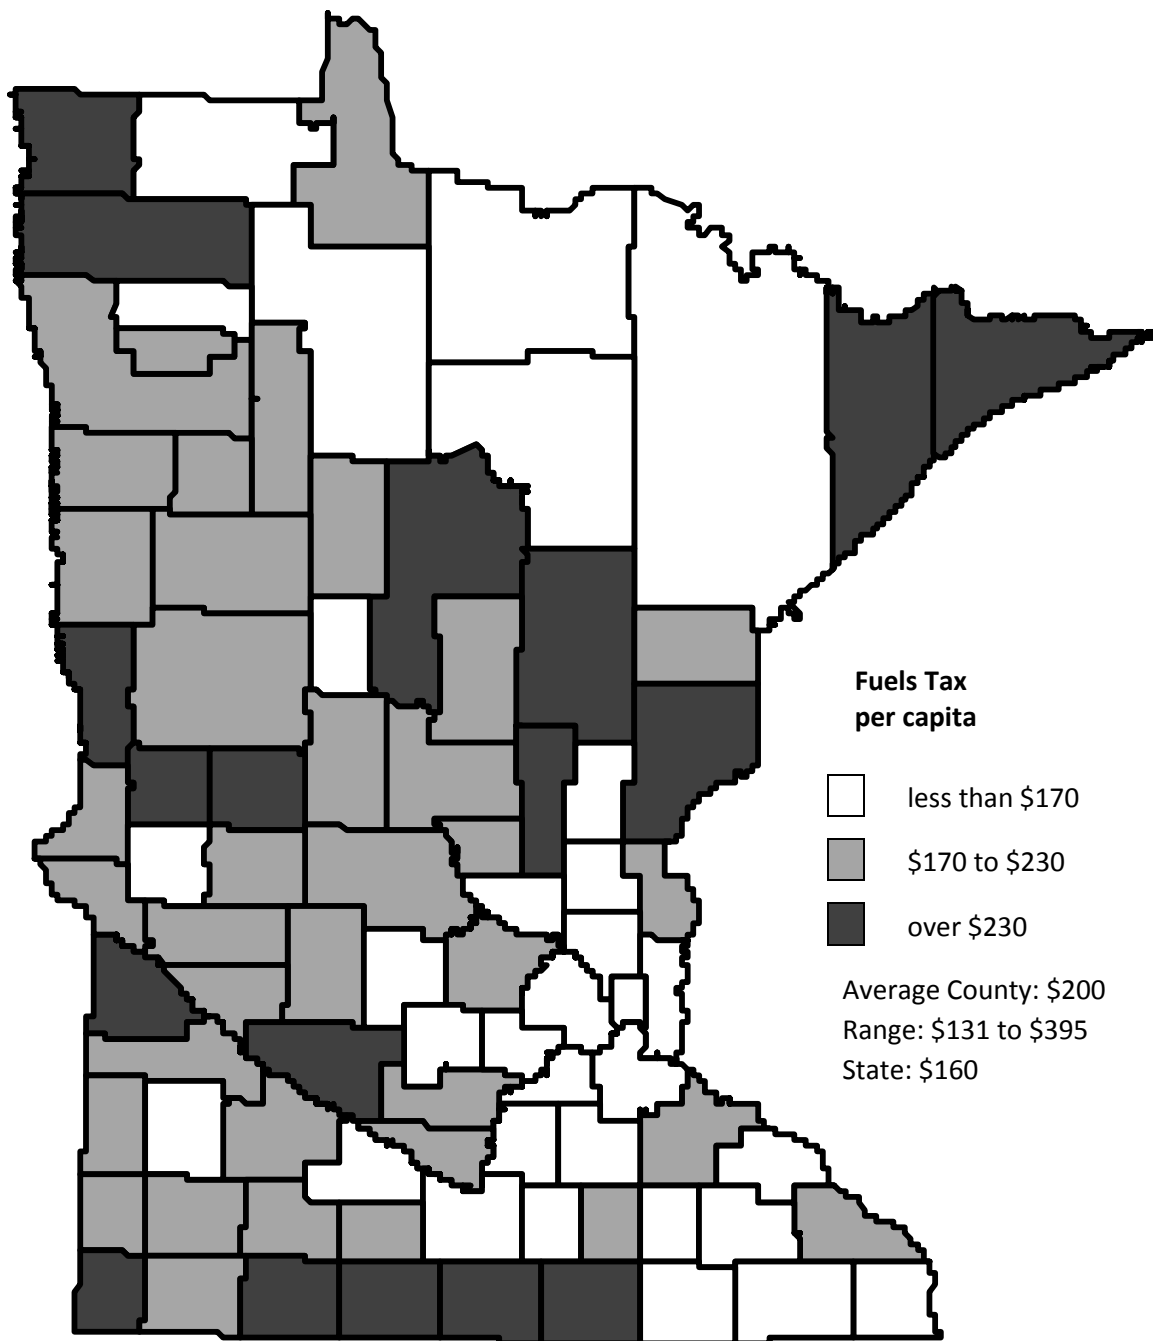 Fuels Tax
per capita
less than $170
$170 to $230
over $230
Average County: $200
Range: $131 to $395
State: $160